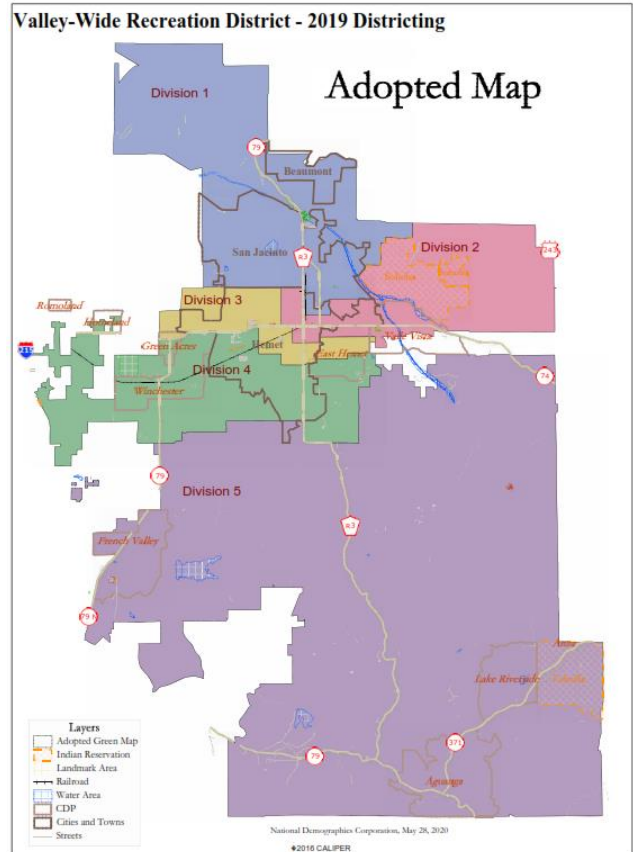 Valley-Wide Recreation District - 2019 Districting
Adopted Map
Division 1
79
Beaumont
San Jacinto
R3
Division 2
243
Soboba
Romoland
Homeland
Division 3
Green Acres
Hemet
East Hemet
Valle Vista
215
Division 4
Winchester
74
79
Division 5
R3
French Valley
79 N
Anza
Lake Riverside
Cahuilla
371
79
Aguanga
Layers
Adopted Green Map
Indian Reservation
Landmark Area
Railroad
Water Area
CDP
Cities and Towns
Streets
National Demographics Corporation, May 28, 2020
©2016 CALIPER